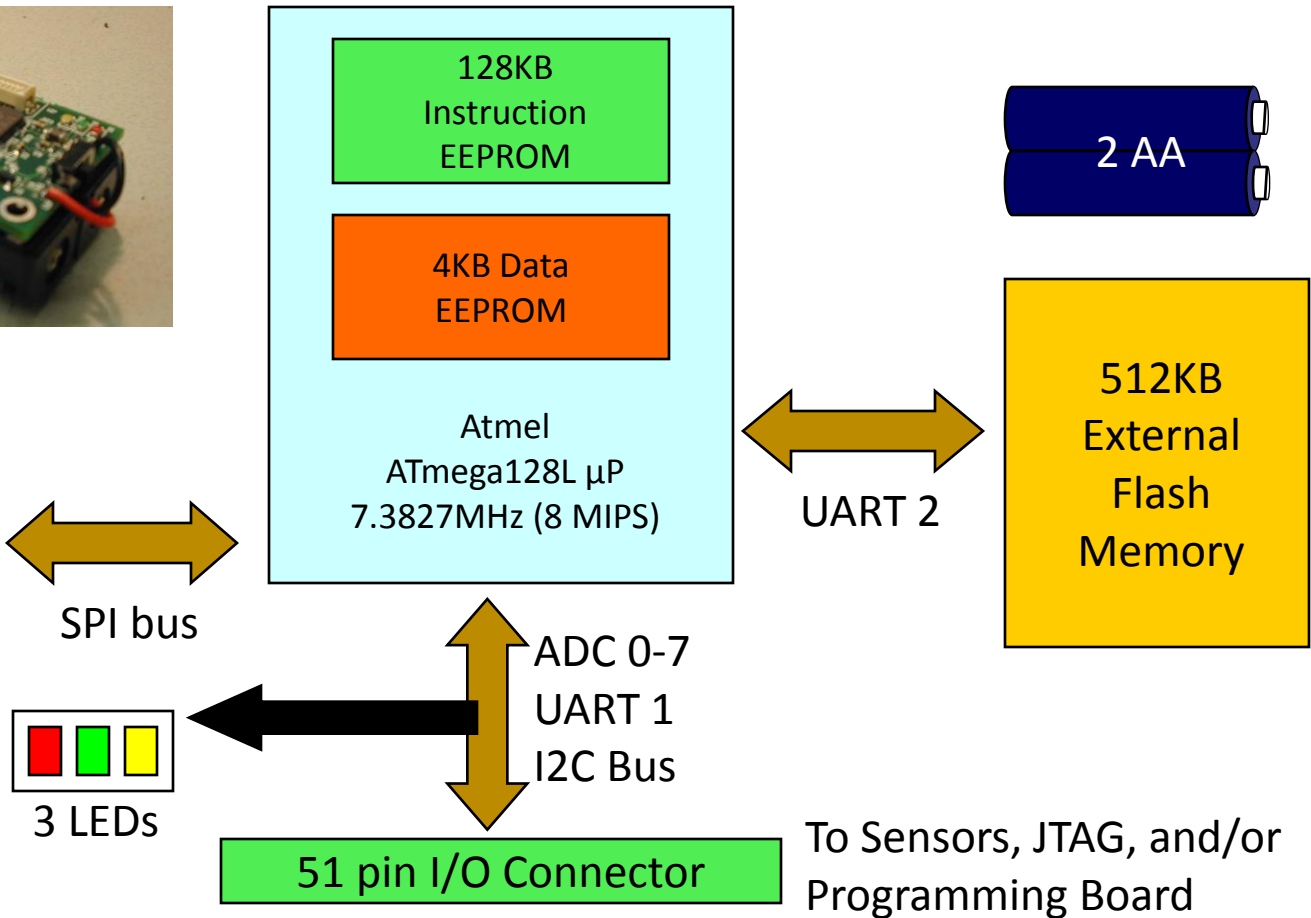 128KB
Instruction
EEPROM
2 AA
4KB Data
EEPROM
512KB
External
Flash
Memory
Atmel
ATmega128L µP
7.3827MHz (8 MIPS)
UART 2
SPI bus
ADC 0-7
UART 1
I2C Bus
3 LEDs
51 pin I/O Connector
To Sensors, JTAG, and/or
Programming Board